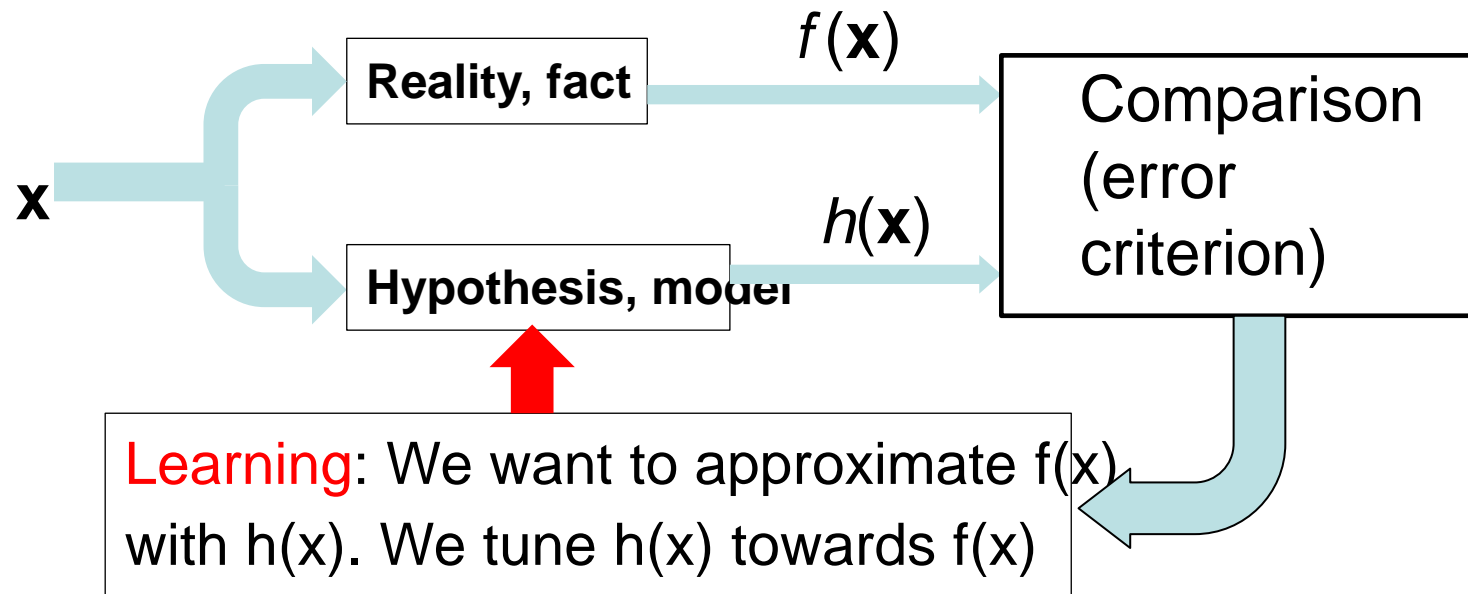 f (x)
Reality, fact
Comparison
(error
criterion)
x
h(x)
Hypothesis, model
Learning: We want to approximate f(x)
with h(x). We tune h(x) towards f(x)